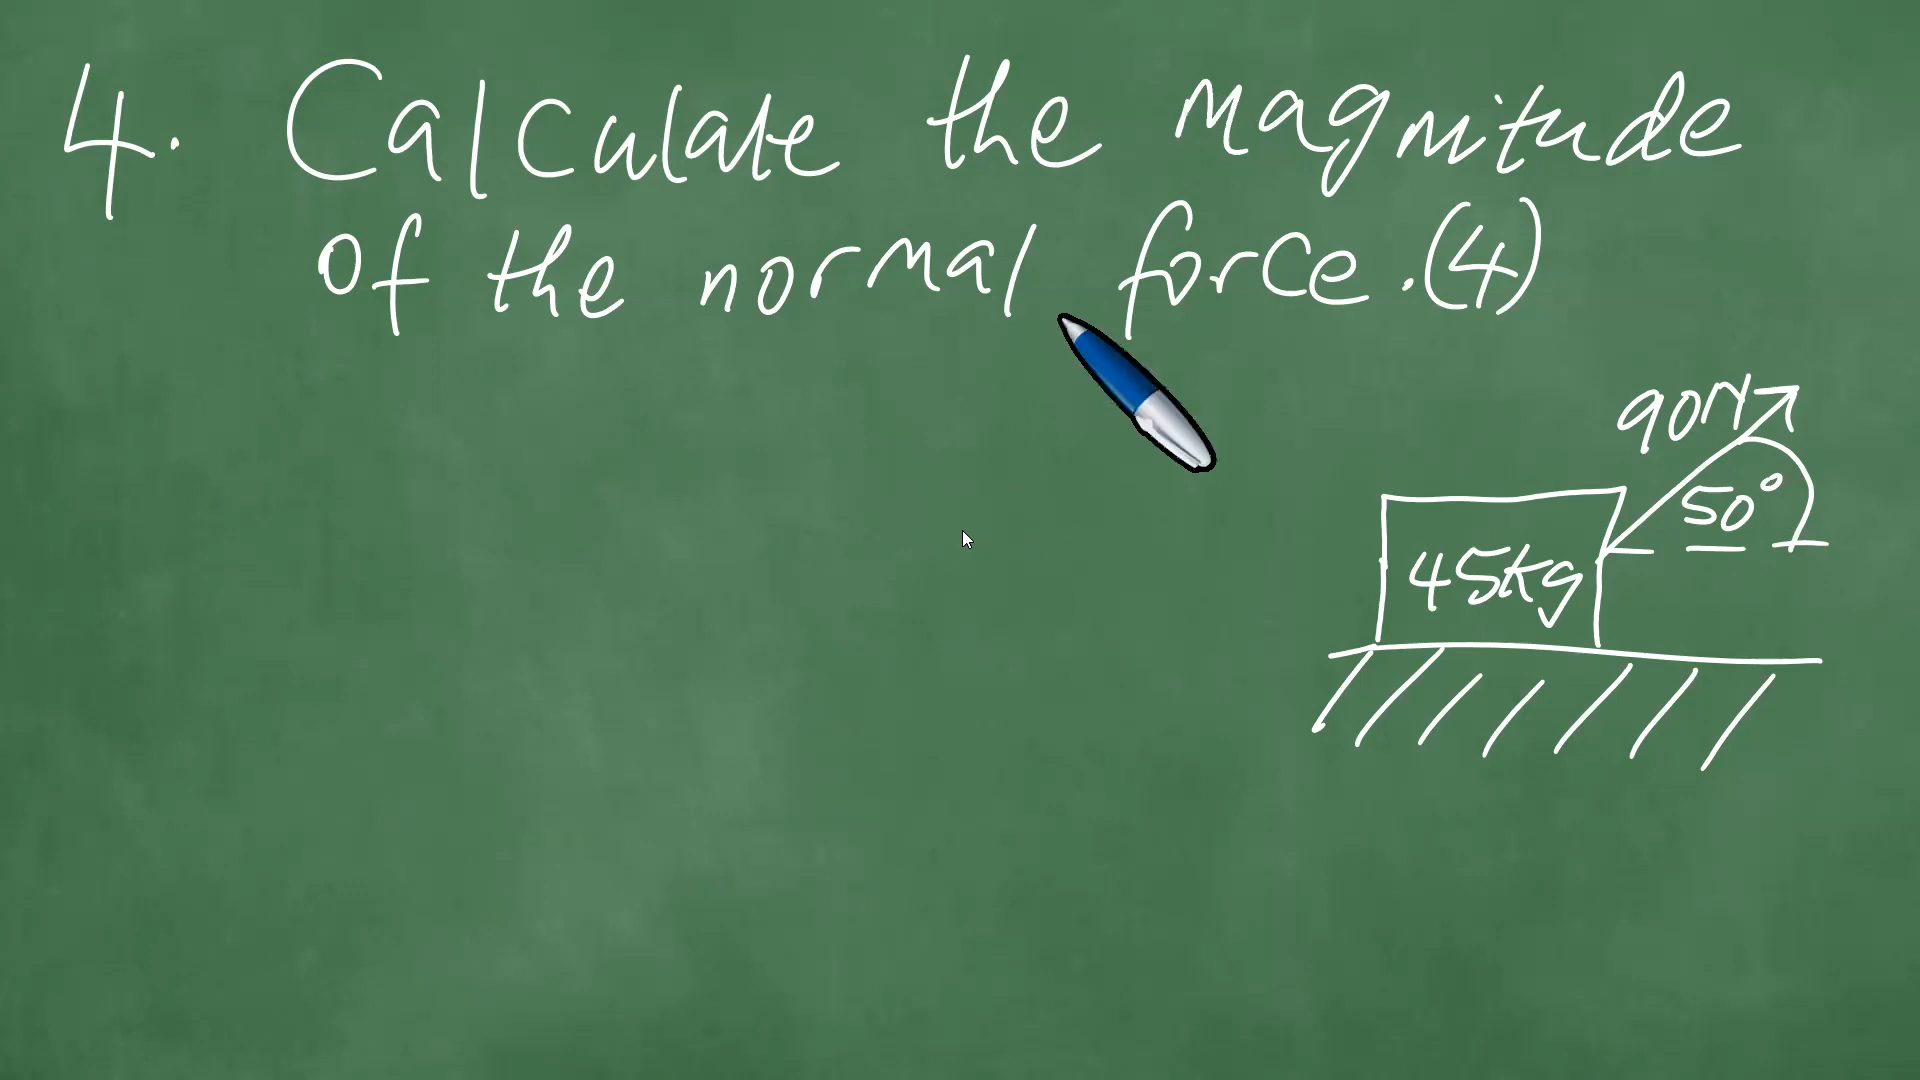 4. Calculate the magnitude
of the normal force. (4)
90N
50°
45kg